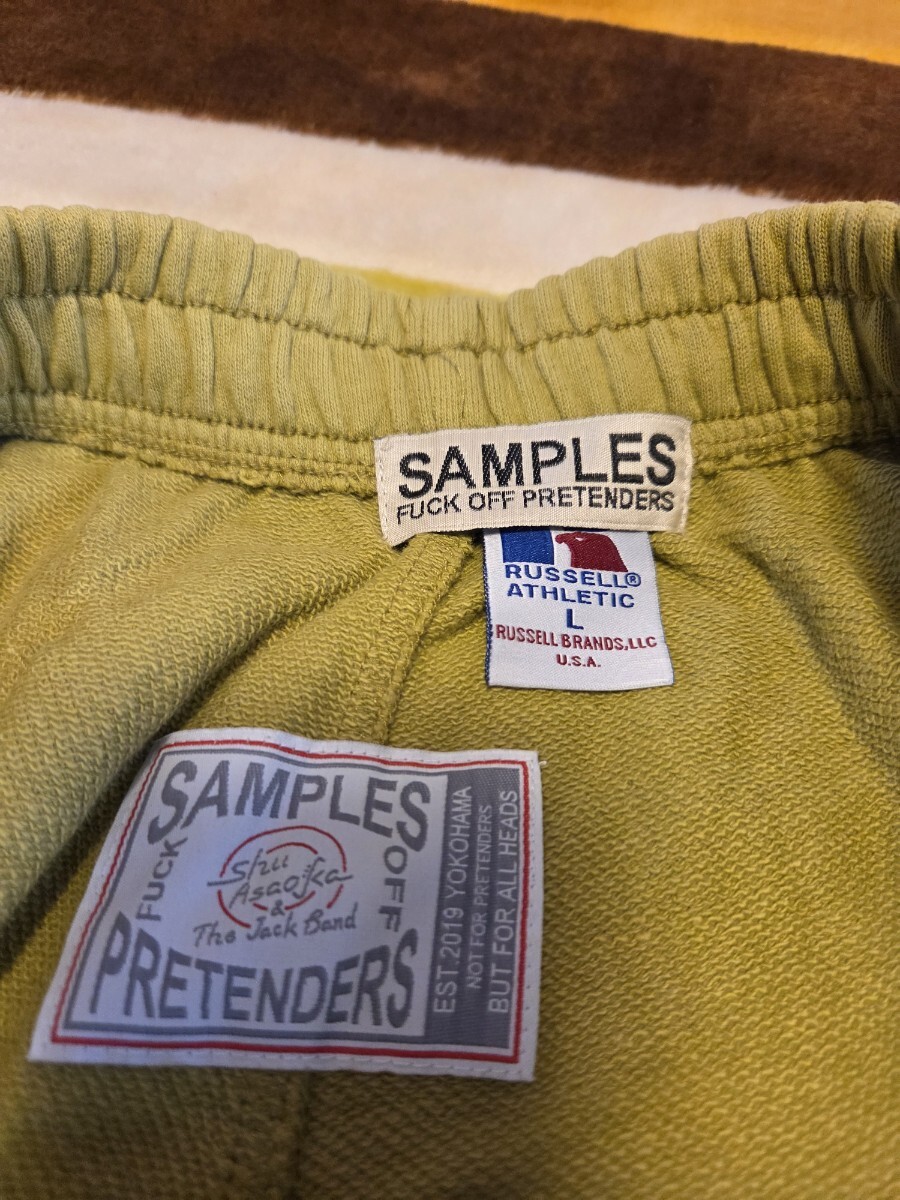 SAMPLES
FUCK OFF PRETENDERS
RUSSELL®
ATHLETIC
L
RUSSELL BRANDS,LLC
U.S.A.
SAMPLES
FUCK
OFF
Shu
Asaoka
&
The Jack Band
PRETENDERS
EST.2019 YOKOHAMA
NOT FOR PRETENDERS
BUT FOR ALL HEADS